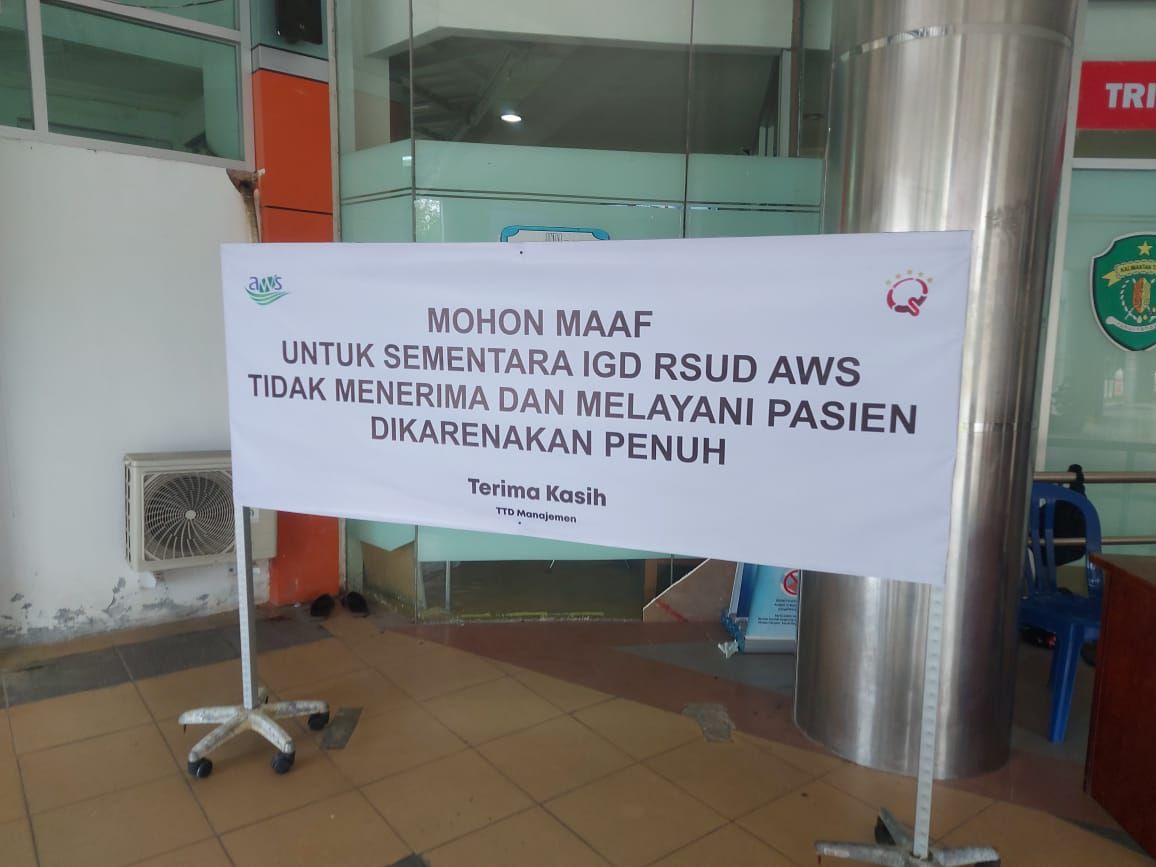 TRI
KALIMANTAN T
aws
MOHON MAAF
UNTUK SEMENTARA IGD RSUD AWS
TIDAK MENERIMA DAN MELAYANI PASIEN
DIKARENAKAN PENUH
Terima Kasih
TTD Manajemen